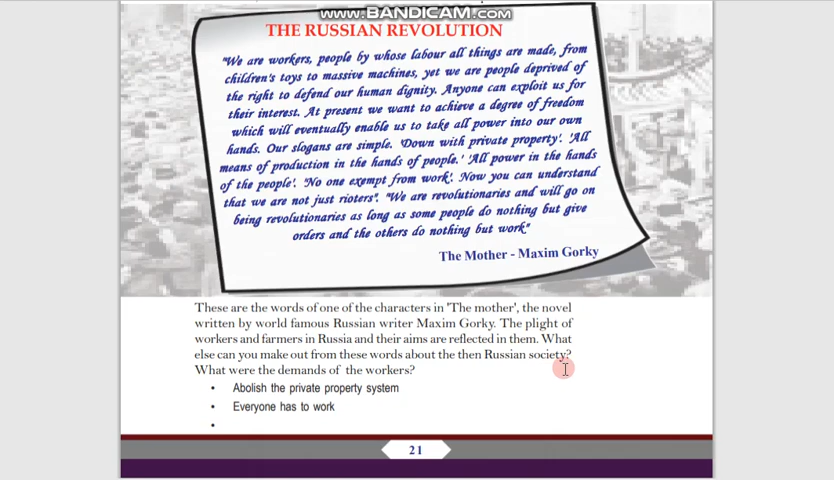 www.BANDICAM.com
THE RUSSIAN REVOLUTION
"We are workers, people by whose labour all things are made, from
children's toys to massive machines, yet we are people deprived of
the right to defend our human dignity. Anyone can exploit us for
their interest. At present we want to achieve a degree of freedom
which will eventually enable us to take all power into our own
hands. Our slogans are simple. 'Down with private property'. 'All
means of production in the hands of people.' 'All power in the hands
of the people'. 'No one exempt from work'. Now you can understand
that we are not just rioters". "We are revolutionaries and will go on
being revolutionaries as long as some people do nothing but give
orders and the others do nothing but work"
The Mother - Maxim Gorky
These are the words of one of the characters in 'The mother', the novel
written by world famous Russian writer Maxim Gorky. The plight of
workers and farmers in Russia and their aims are reflected in them. What
else can you make out from these words about the then Russian society?
What were the demands of the workers?
• Abolish the private property system
• Everyone has to work
•
21